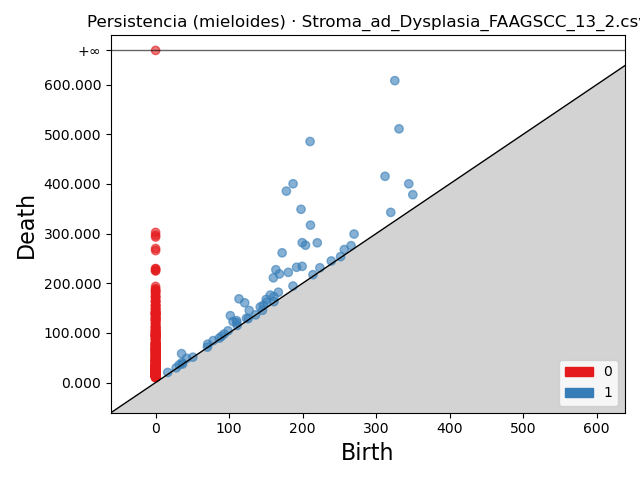 Persistencia (mieloides) · Stroma_ad_Dysplasia_FAAGSCC_13_2.csv
+∞
600.000
500.000
400.000
300.000
200.000
100.000
0.000
Death
0
1
0 100 200 300 400 500 600
Birth